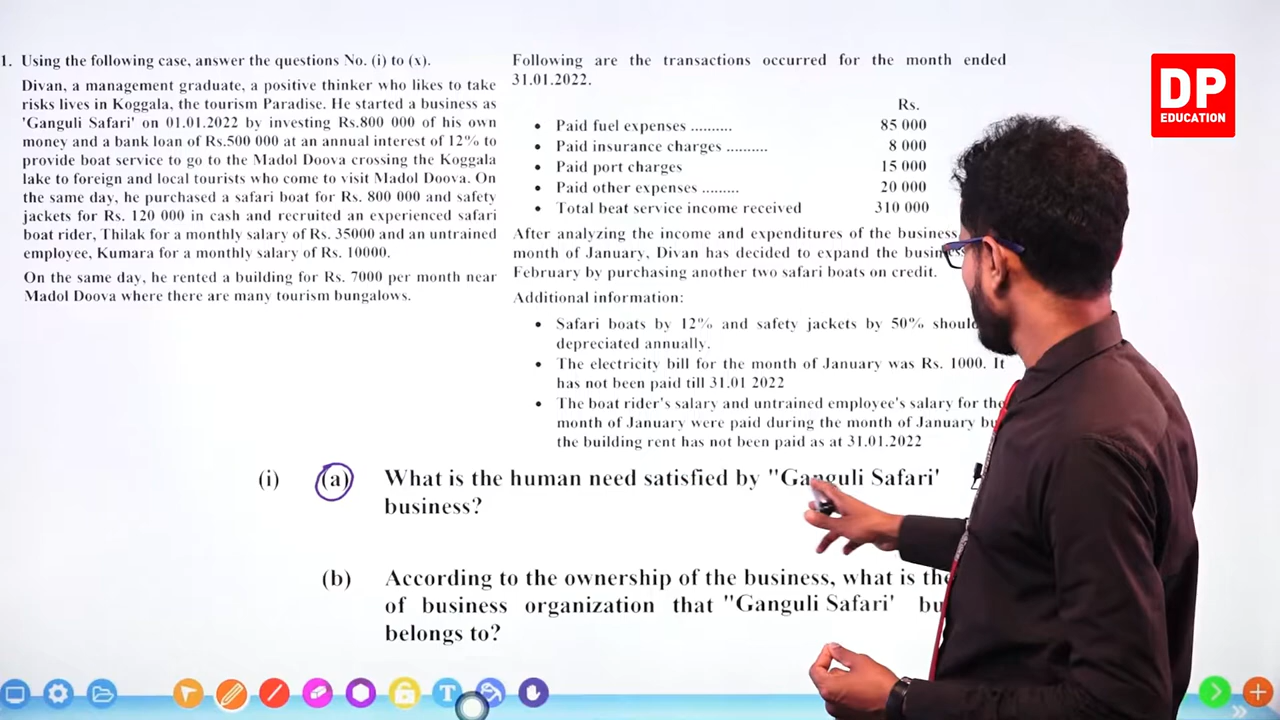 1. Using the following case, answer the questions No. (i) to (x).
Divan, a management graduate, a positive thinker who likes to take
risks lives in Koggala, the tourism Paradise. He started a business as
'Ganguli Safari' on 01.01.2022 by investing Rs.800 000 of his own
money and a bank loan of Rs.500 000 at an annual interest of 12% to
provide boat service to go to the Madol Doova crossing the Koggala
lake to foreign and local tourists who come to visit Madol Doova. On
the same day, he purchased a safari boat for Rs. 800 000 and safety
jackets for Rs. 120 000 in cash and recruited an experienced safari
boat rider, Thilak for a monthly salary of Rs. 35000 and an untrained
employee, Kumara for a monthly salary of Rs. 10000.
On the same day, he rented a building for Rs. 7000 per month near
Madol Doova where there are many tourism bungalows.
Following are the transactions occurred for the month ended
31.01.2022.
Rs.
• Paid fuel expenses .......... 85 000
• Paid insurance charges .......... 8 000
• Paid port charges 15 000
• Paid other expenses ......... 20 000
• Total beat service income received 310 000
After analyzing the income and expenditures of the business
month of January, Divan has decided to expand the business
February by purchasing another two safari boats on credit.
Additional information:
• Safari boats by 12% and safety jackets by 50% should
depreciated annually.
• The electricity bill for the month of January was Rs. 1000. It
has not been paid till 31.01 2022
• The boat rider's salary and untrained employee's salary for the
month of January were paid during the month of January
the building rent has not been paid as at 31.01.2022
(i) (a) What is the human need satisfied by "Ganguli Safari'
business?
(b) According to the ownership of the business, what is the
of business organization that "Ganguli Safari'
belongs to?
DP
EDUCATION
T